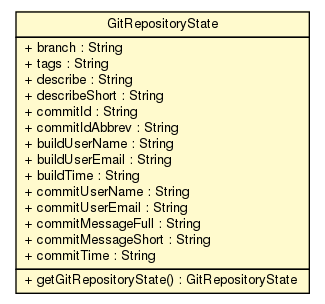 GitRepositoryState
+ branch : String
+ tags : String
+ describe : String
+ describeShort : String
+ commitId : String
+ commitIdAbbrev : String
+ buildUserName : String
+ buildUserEmail : String
+ buildTime : String
+ commitUserName : String
+ commitUserEmail : String
+ commitMessageFull : String
+ commitMessageShort : String
+ commitTime : String
+ getGitRepositoryState() : GitRepositoryState